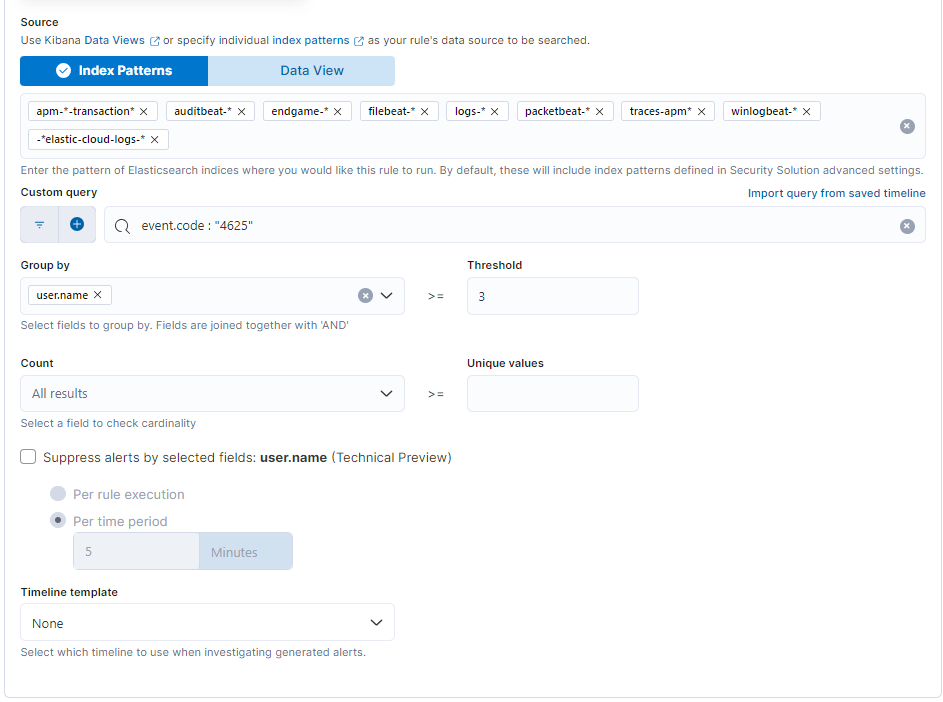 Source
Use Kibana Data Views or specify individual index patterns as your rule's data source to be searched.
Index Patterns Data View
apm-*-transaction* auditbeat-* endgame-* filebeat-* logs-* packetbeat-* traces-apm* winlogbeat-*
-*elastic-cloud-logs-*
Enter the pattern of Elasticsearch indices where you would like this rule to run. By default, these will include index patterns defined in Security Solution advanced settings.
Custom query Import query from saved timeline
event.code : "4625"
Group by Threshold
user.name >= 3
Select fields to group by. Fields are joined together with 'AND'
Count Unique values
All results >=
Select a field to check cardinality
Suppress alerts by selected fields: user.name (Technical Preview)
Per rule execution
Per time period
5 Minutes
Timeline template
None
Select which timeline to use when investigating generated alerts.